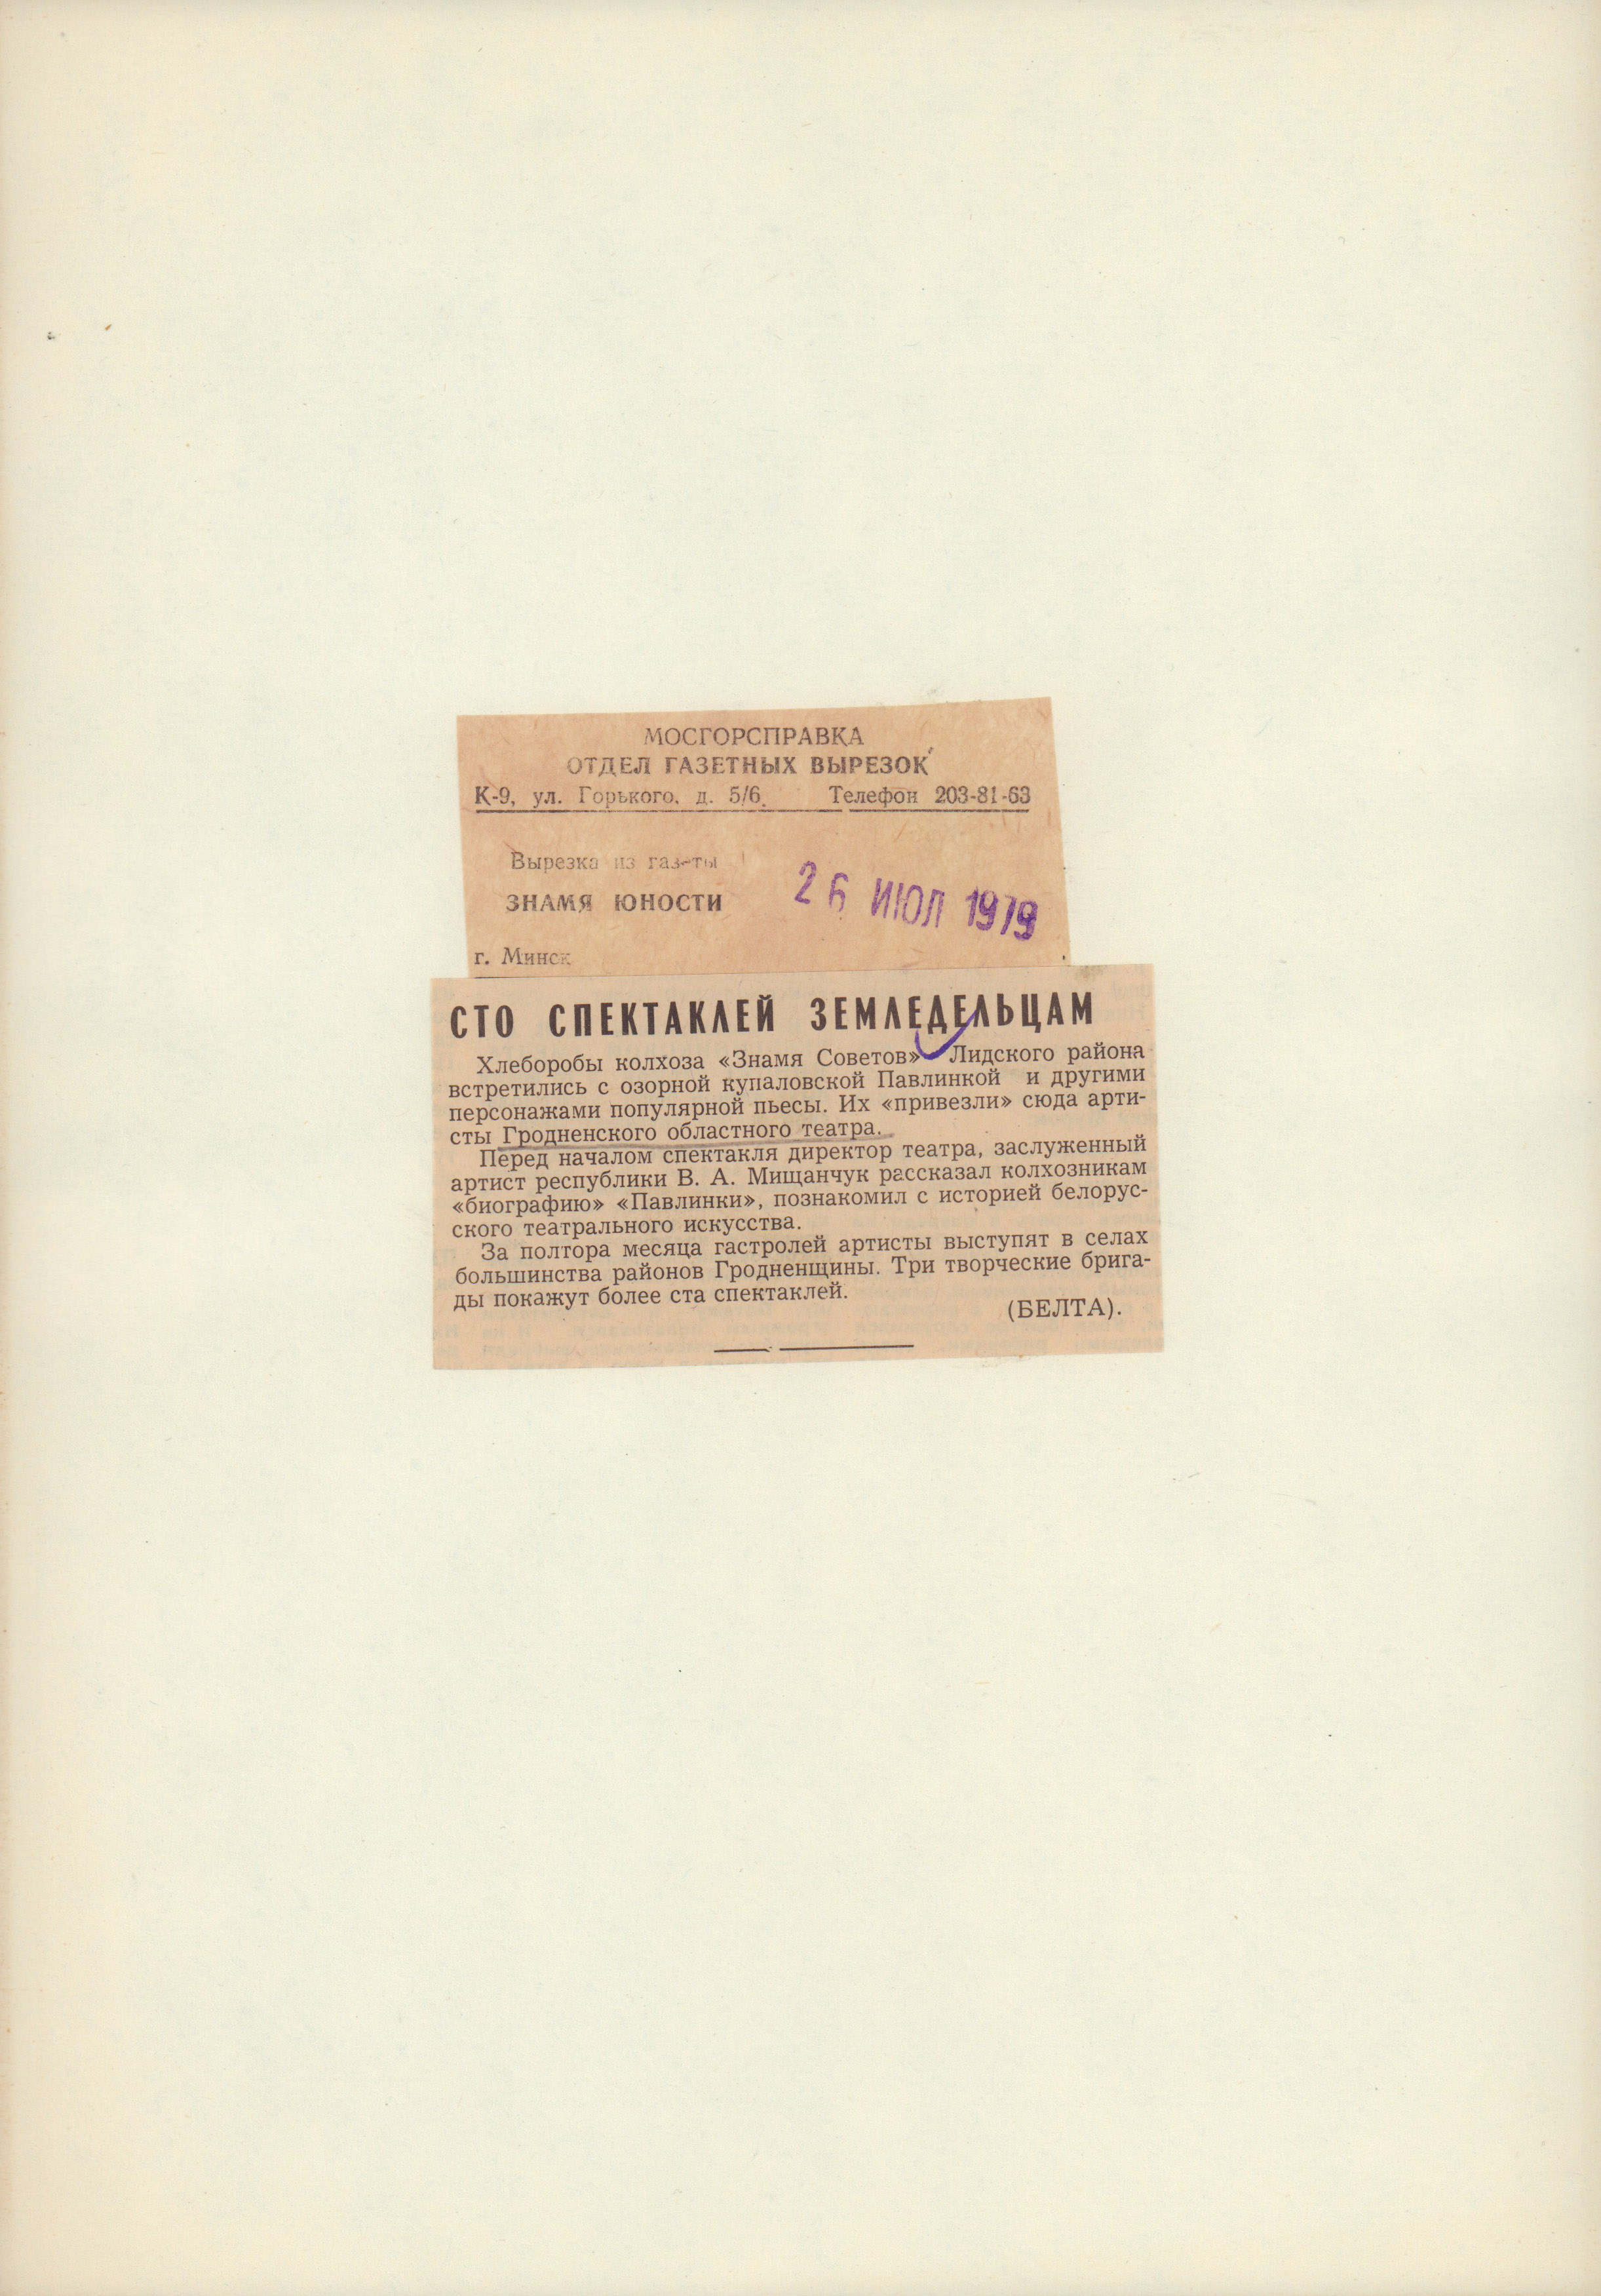 МОСГОРСПРАВКА
ОТДЕЛ ГАЗЕТНЫХ ВЫРЕЗОК
К-9, ул. Горького, д. 5/6. Телефон 203-81-63
Вырезка из газеты
ЗНАМЯ ЮНОСТИ
26 ИЮЛ 1979
г. Минск
СТО СПЕКТАКЛЕЙ ЗЕМЛЕДЕЛЬЦАМ
Хлеборобы колхоза «Знамя Советов» Лидского района
встретились с озорной купаловской Павлинкой и другими
персонажами популярной пьесы. Их «привезли» сюда арти-
сты Гродненского областного театра.
Перед началом спектакля директор театра, заслуженный
артист республики В. А. Мищанчук рассказал колхозникам
«биографию» «Павлинки», познакомил с историей белорус-
ского театрального искусства.
За полтора месяца гастролей артисты выступят в селах
большинства районов Гродненщины. Три творческие брига-
ды покажут более ста спектаклей.
(БЕЛТА).